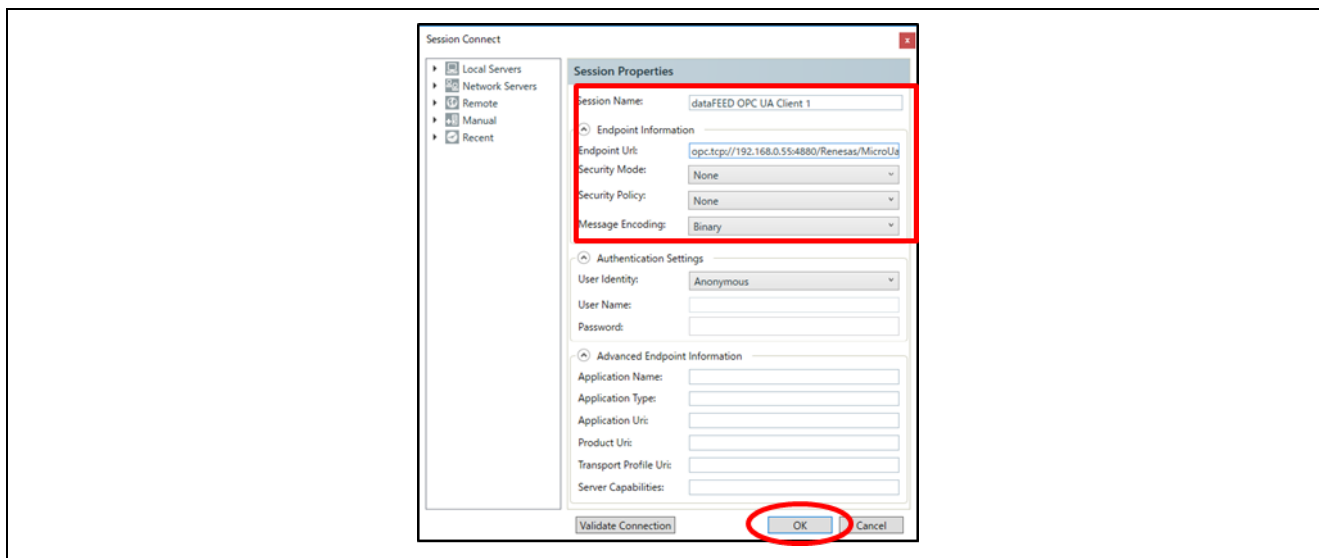 Session Connect
x
Local Servers
Network Servers
Remote
Manual
Recent
Session Properties
Session Name: dataFEED OPC UA Client 1
Endpoint Information
Endpoint Url: opc.tcp://192.168.0.55:4880/Renesas/MicroUa
Security Mode: None
Security Policy: None
Message Encoding: Binary
Authentication Settings
User Identity: Anonymous
User Name:
Password:
Advanced Endpoint Information
Application Name:
Application Type:
Application Uri:
Product Uri:
Transport Profile Uri:
Server Capabilities:
Validate Connection OK Cancel